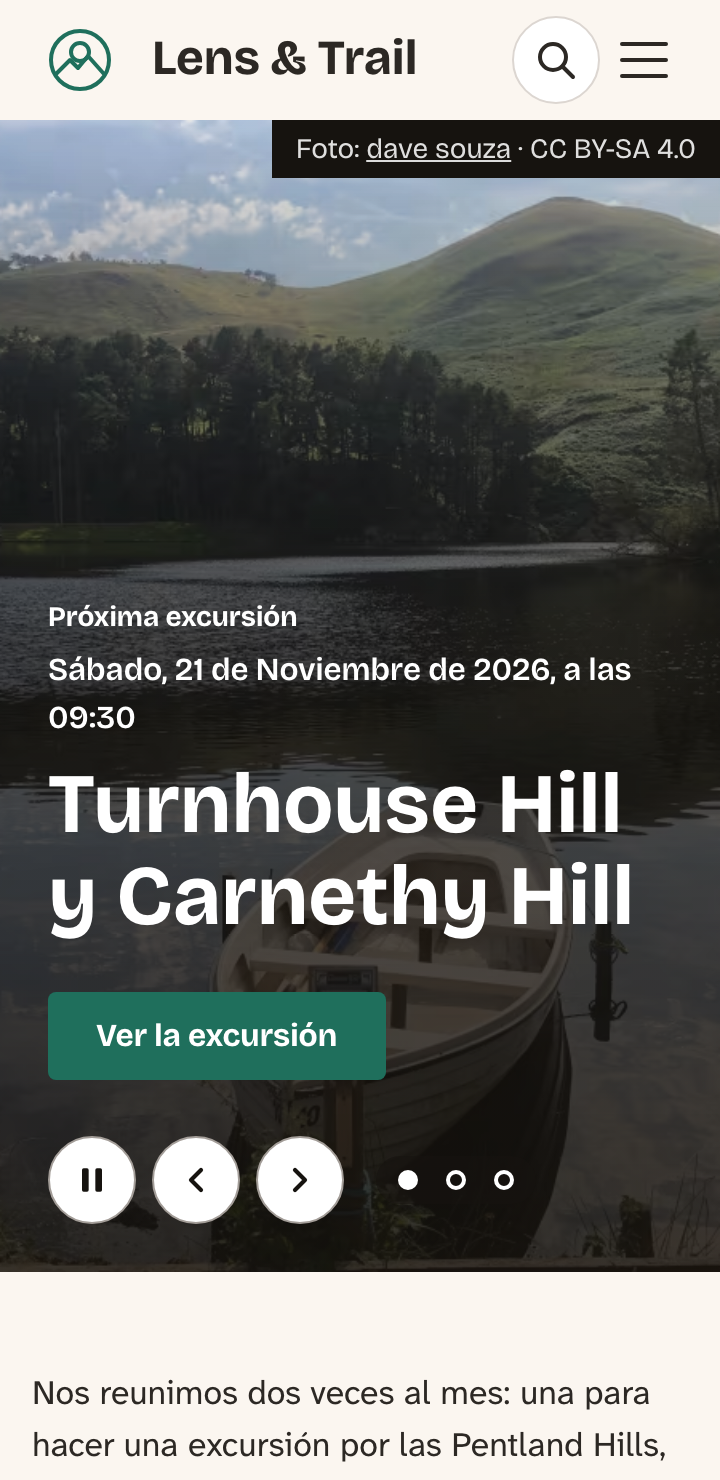 Lens & Trail
Foto: dave souza · CC BY-SA 4.0
Próxima excursión
Sábado, 21 de Noviembre de 2026, a las
09:30
Turnhouse Hill
y Carnethy Hill
Ver la excursión
Nos reunimos dos veces al mes: una para
hacer una excursión por las Pentland Hills,